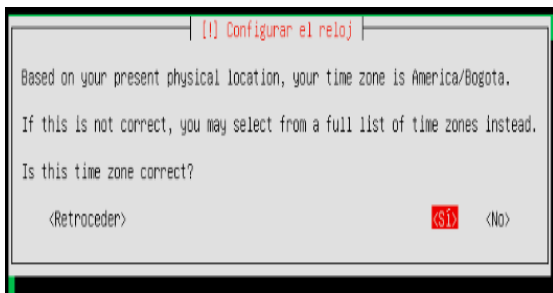 [!] Configurar el reloj
Based on your present physical location, your time zone is America/Bogota.
If this is not correct, you may select from a full list of time zones instead.
Is this time zone correct?
<Retroceder> <Sí> <No>